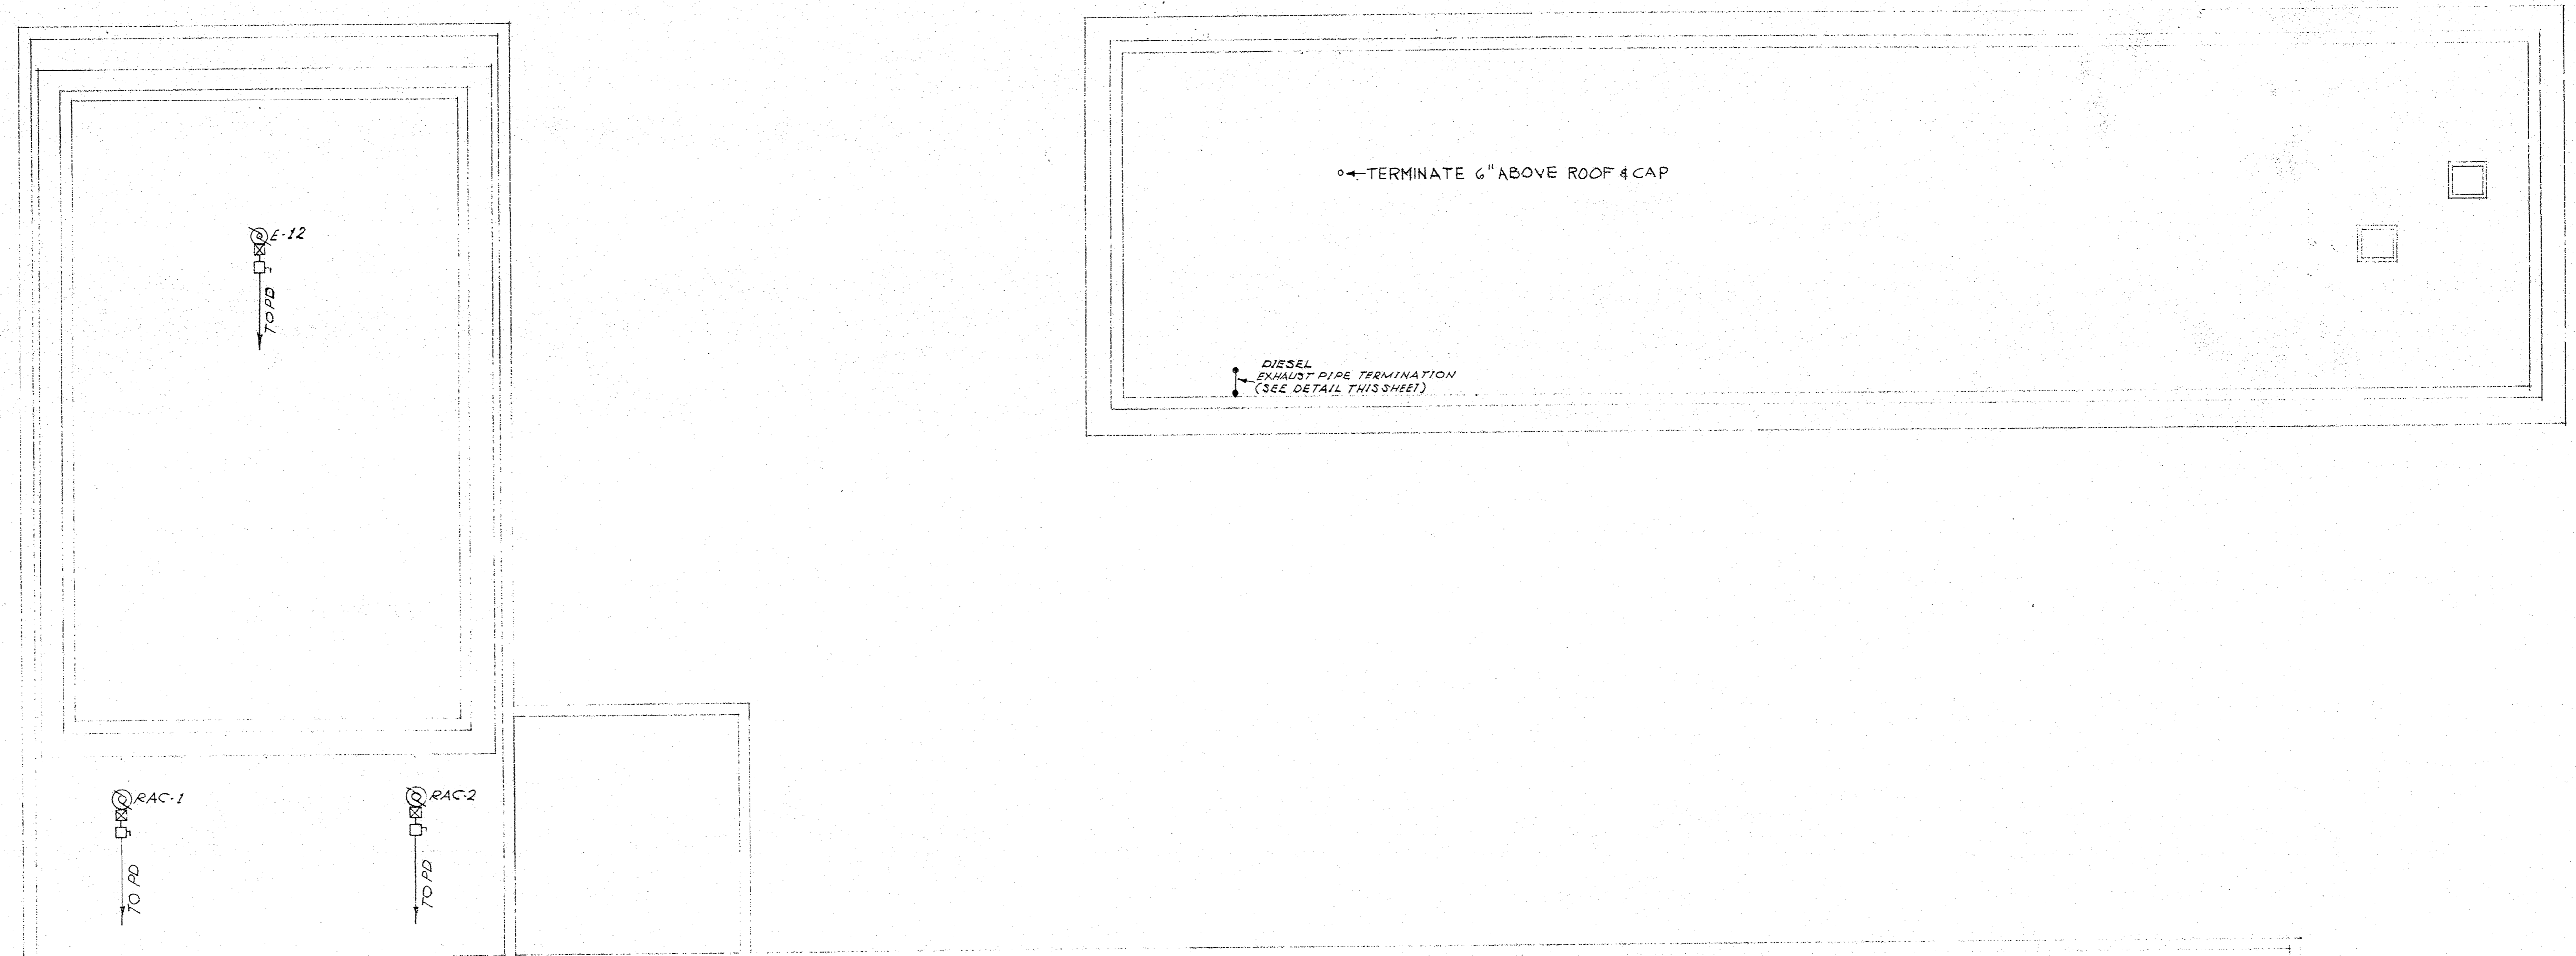 TERMINATE 6" ABOVE ROOF & CAP
E-12
TO PD
DIESEL
EXHAUST PIPE TERMINATION
(SEE DETAIL THIS SHEET)
RAC-1
RAC-2
TO PD
TO PD